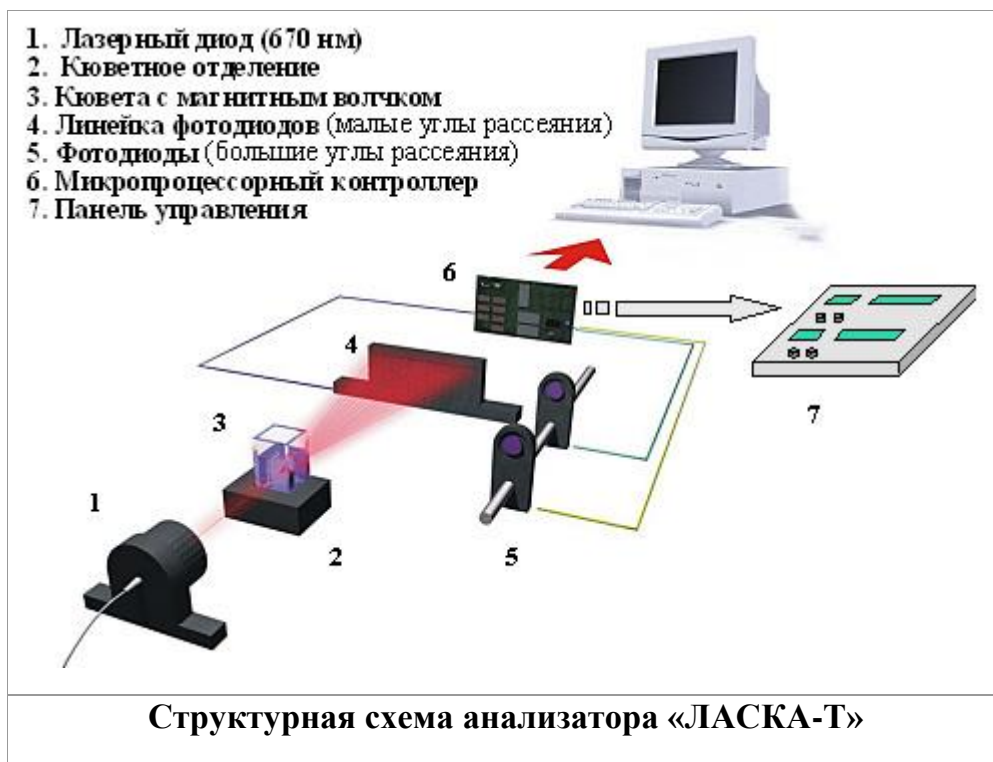 1. Лазерный диод (670 нм)
2. Кюветное отделение
3. Кювета с магнитным волчком
4. Линейка фотодиодов (малые углы рассеяния)
5. Фотодиоды (большие углы рассеяния)
6. Микропроцессорный контроллер
7. Панель управления
6
4
3
7
1
2
5
Структурная схема анализатора «ЛАСКА-Т»